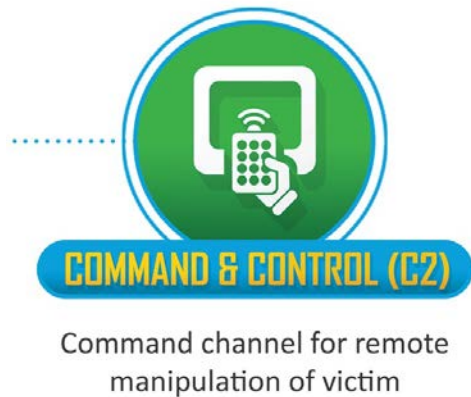 COMMAND & CONTROL (C2)
Command channel for remote
manipulation of victim